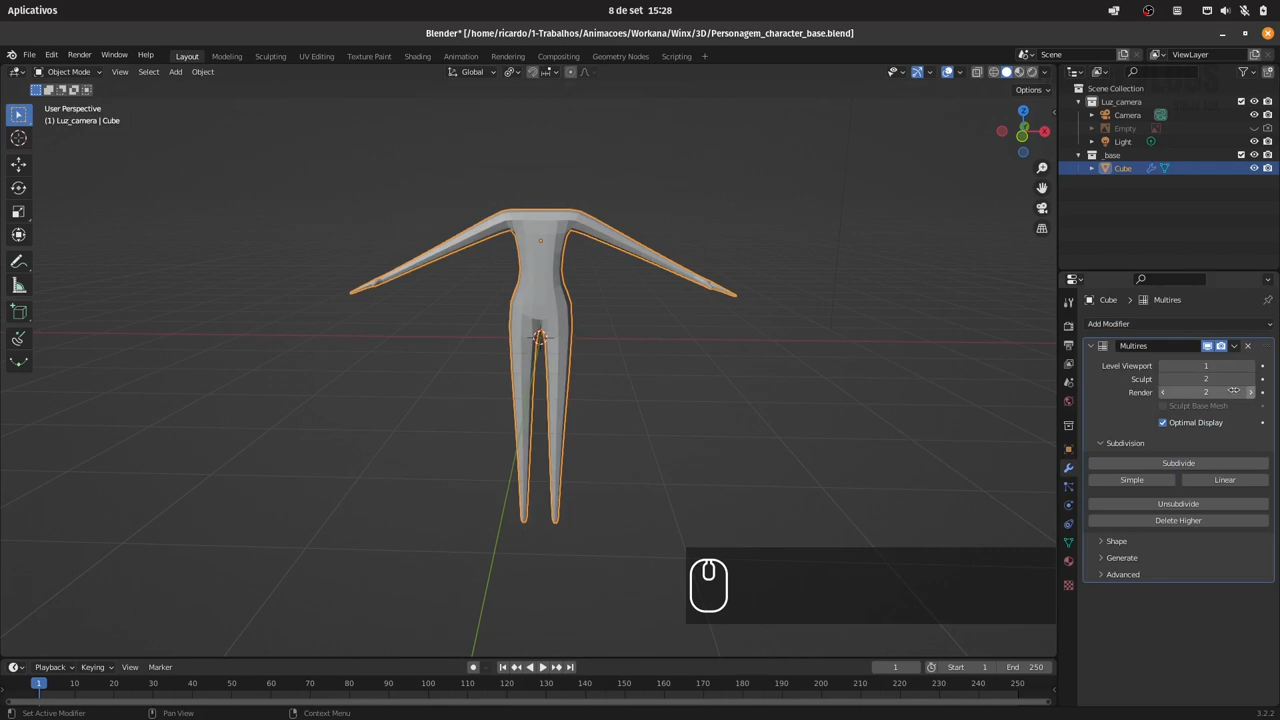 Aplicativos
8 de set 15:28
Blender* [/home/ricardo/1-Trabalhos/Animacoes/Workana/Winx/3D/Personagem_character_base.blend]
File Edit Render Window Help Layout Modeling Sculpting UV Editing Texture Paint Shading Animation Rendering Compositing Geometry Nodes Scripting Scene ViewLayer
Object Mode View Select Add Object Global
Options
User Perspective
(1) Luz_camera | Cube
Z
Y
X
Scene Collection
Luz_camera
Camera
Empty
Light
_base
Cube
Cube Multires
Add Modifier
Multires
Level Viewport 1
Sculpt 2
Render 2
Sculpt Base Mesh
Optimal Display
Subdivision
Subdivide
Simple Linear
Unsubdivide
Delete Higher
Shape
Generate
Advanced
Playback Keying View Marker 1 Start 1 End 250
1 10 20 30 40 50 60 70 80 90 100 110 120 130 140 150 160 170 180 190 200 210 220 230 240 250
Set Active Modifier Pan View Context Menu 3.2.2